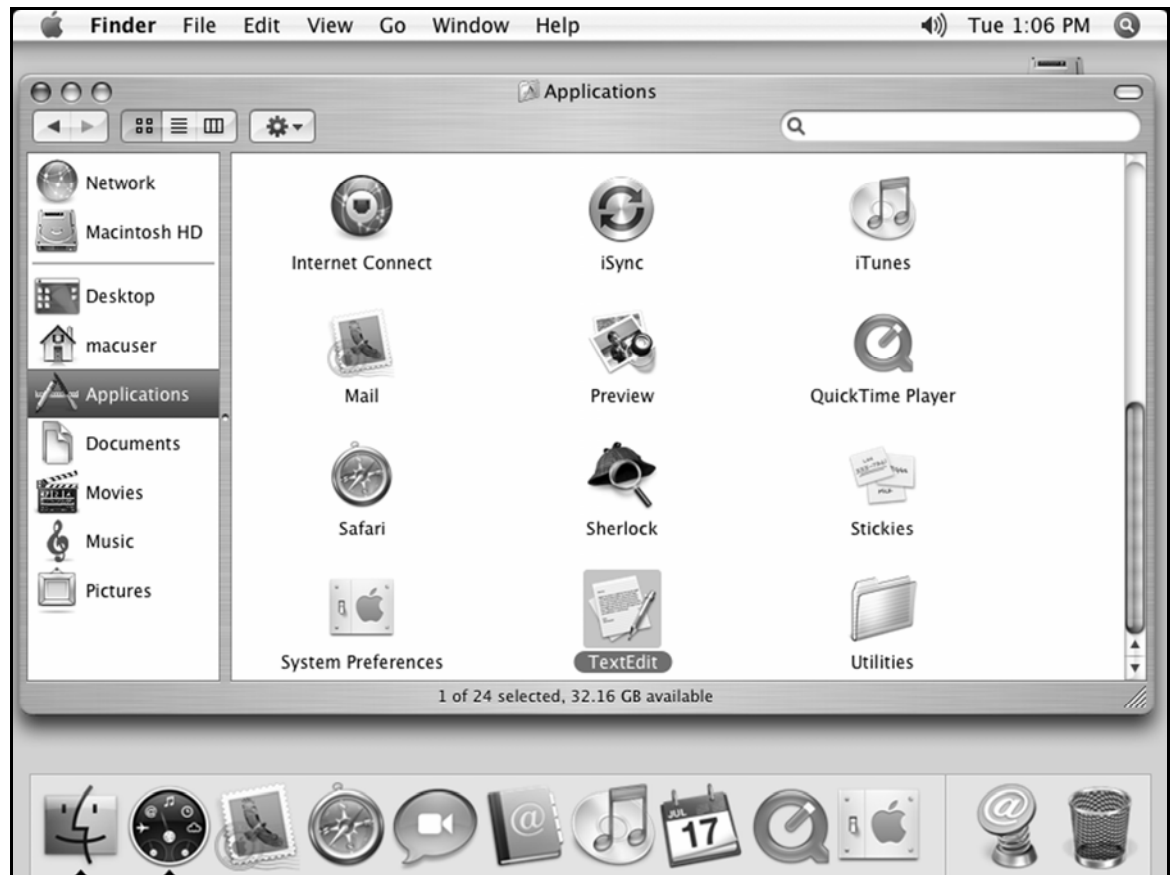 Finder File Edit View Go Window Help Tue 1:06 PM
Applications
Network
Macintosh HD
Desktop
macuser
Applications
Documents
Movies
Music
Pictures
Internet Connect iSync iTunes
Mail Preview QuickTime Player
Safari Sherlock Stickies
System Preferences TextEdit Utilities
1 of 24 selected, 32.16 GB available
JUL
17